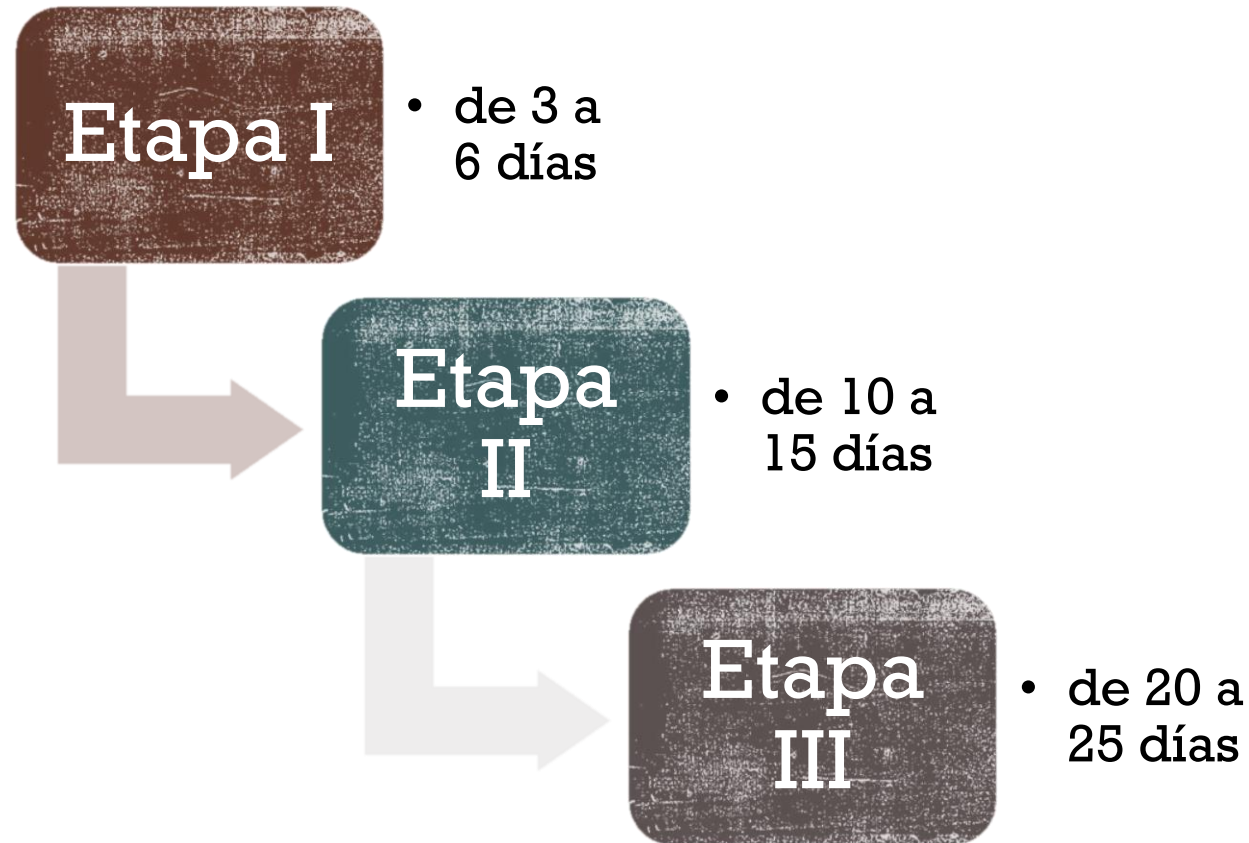 Etapa I
• de 3 a
6 días
Etapa
II
• de 10 a
15 días
Etapa
III
• de 20 a
25 días